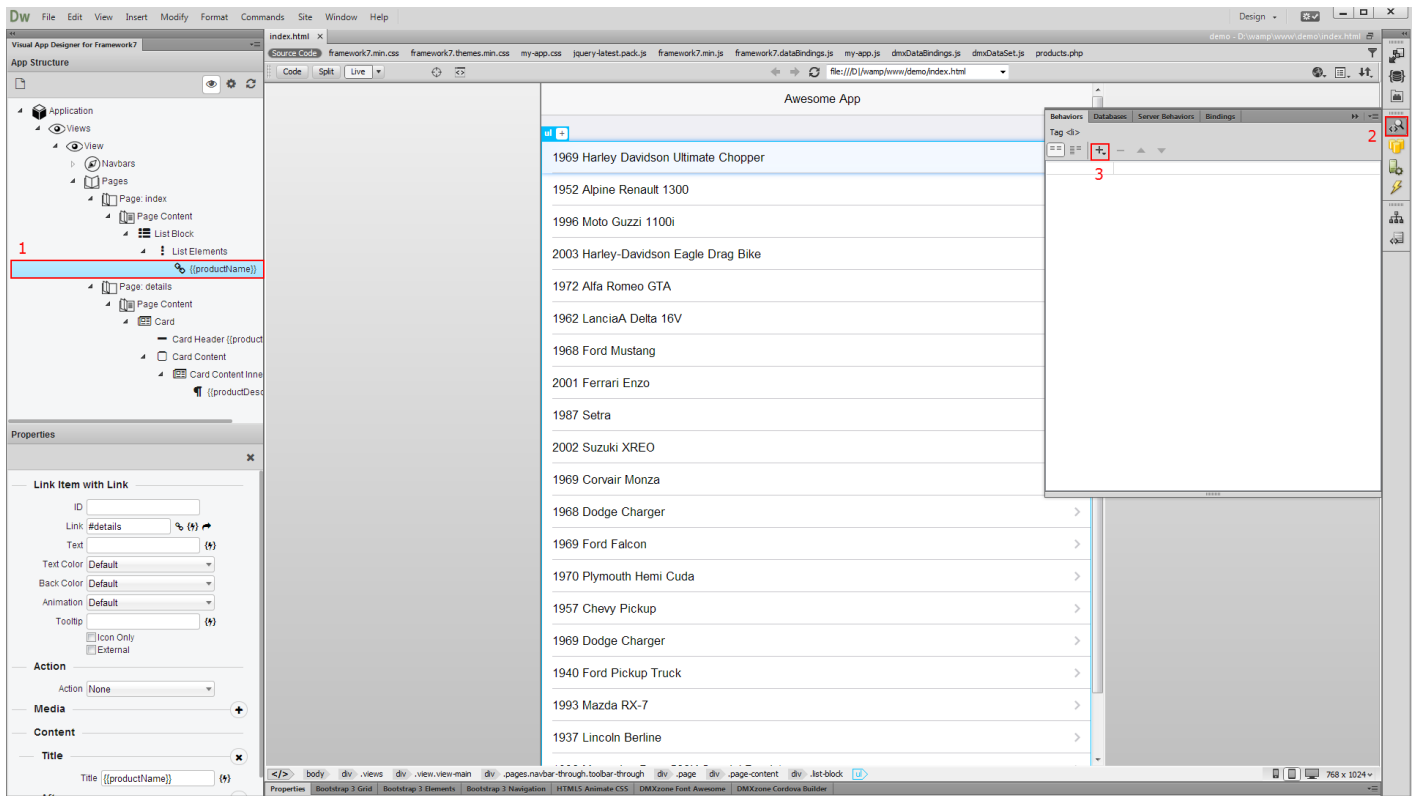 Dw File Edit View Insert Modify Format Commands Site Window Help Design
index.html × demo - D:\wamp\www\demo\index.html
Visual App Designer for Framework7
Source Code framework7.min.css framework7.themes.min.css my-app.css jquery-latest.pack.js framework7.min.js framework7.dataBindings.js my-app.js dmxDataBindings.js dmxDataSet.js products.php
App Structure
Code Split Live file:///D|/wamp/www/demo/index.html
Application
Views
View
Navbars
Pages
Page: index
Page Content
List Block
1
List Elements
{{productName}}
Page: details
Page Content
Card
Card Header {{product
Card Content
Card Content Inne
{{productDesc
Properties
Link Item with Link
ID
Link #details
Text
Text Color Default
Back Color Default
Animation Default
Tooltip
Icon Only
External
Action
Action None
Media
Content
Title
Title {{productName}}
Awesome App
ul +
1969 Harley Davidson Ultimate Chopper
1952 Alpine Renault 1300
1996 Moto Guzzi 1100i
2003 Harley-Davidson Eagle Drag Bike
1972 Alfa Romeo GTA
1962 LanciaA Delta 16V
1968 Ford Mustang
2001 Ferrari Enzo
1987 Setra
2002 Suzuki XREO
1969 Corvair Monza
1968 Dodge Charger
1969 Ford Falcon
1970 Plymouth Hemi Cuda
1957 Chevy Pickup
1969 Dodge Charger
1940 Ford Pickup Truck
1993 Mazda RX-7
1937 Lincoln Berline
Behaviors Databases Server Behaviors Bindings
Tag <li>
2
3
</> body div .views div .view.view-main div .pages.navbar-through.toolbar-through div .page div .page-content div .list-block ul 768 x 1024
Properties Bootstrap 3 Grid Bootstrap 3 Elements Bootstrap 3 Navigation HTML5 Animate CSS DMXzone Font Awesome DMXzone Cordova Builder